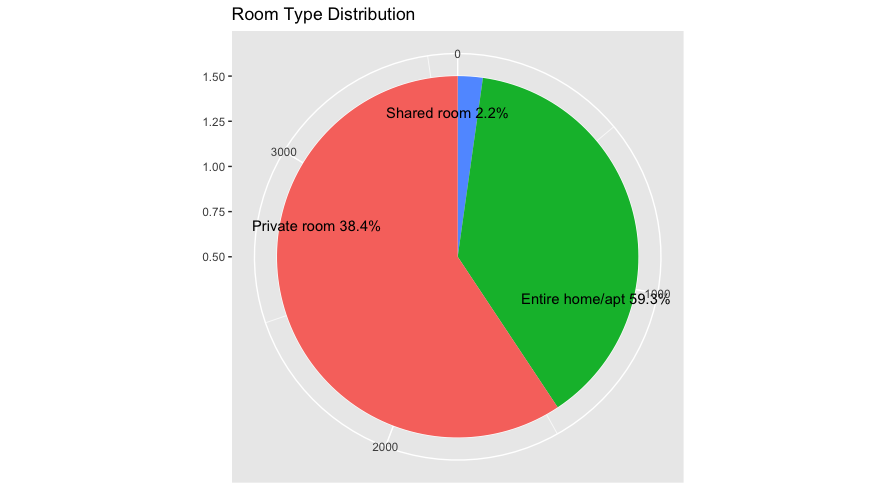 Room Type Distribution
0
1.50
Shared room 2.2%
1.25
3000
1.00
0.75
Private room 38.4%
0.50
1000
Entire home/apt 59.3%
2000